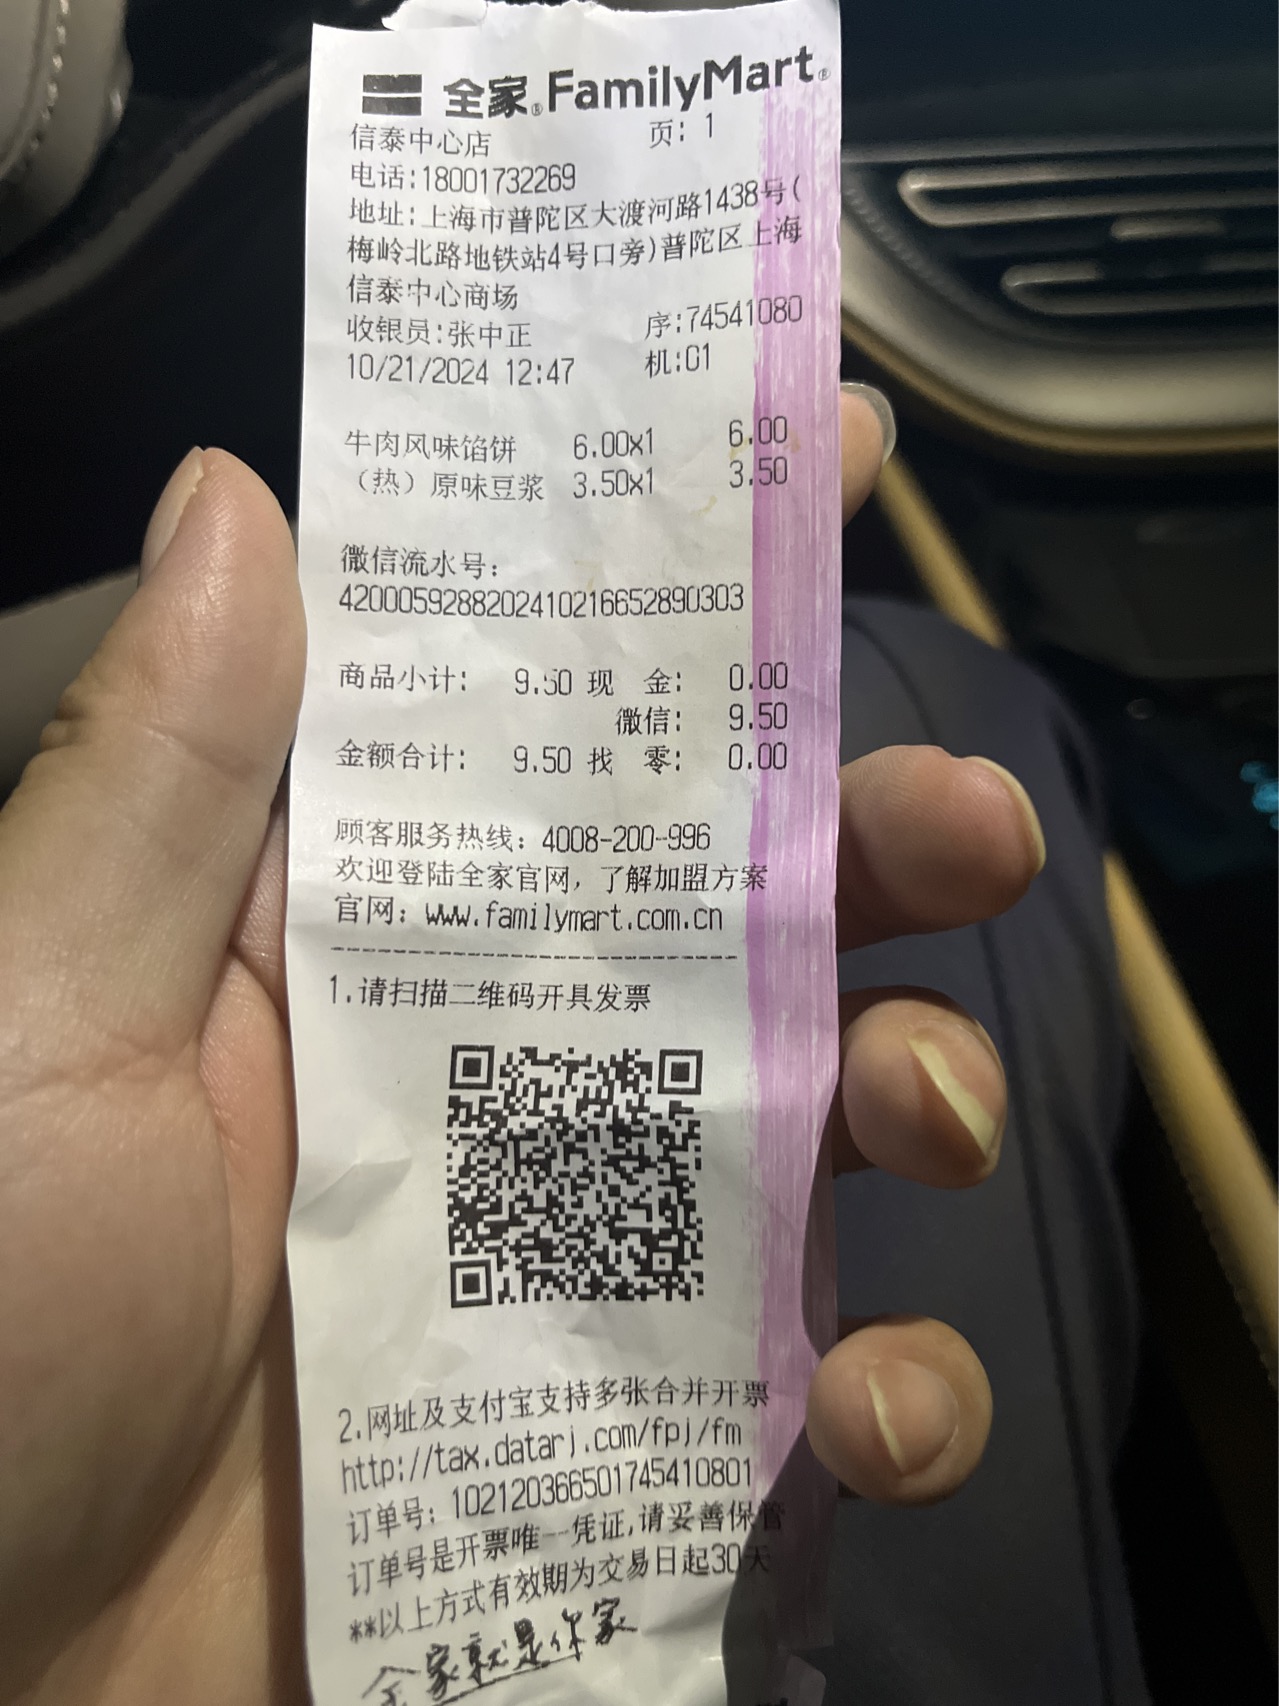 全家® FamilyMart®
信泰中心店 页: 1
电话:18001732269
地址:上海市普陀区大渡河路1438号(
梅岭北路地铁站4号口旁)普陀区上海
信泰中心商场
收银员:张中正 序:74541080
10/21/2024 12:47 机:01
牛肉风味馅饼 6.00x1 6.00
（热）原味豆浆 3.50x1 3.50
微信流水号:
4200059288202410216652890303
商品小计: 9.50 现 金: 0.00
微信: 9.50
金额合计: 9.50 找 零: 0.00
顾客服务热线: 4008-200-996
欢迎登陆全家官网, 了解加盟方案
官网: www.familymart.com.cn
1.请扫描二维码开具发票
2.网址及支付宝支持多张合并开票
http://tax.datarj.com/fpj/fm
订单号: 102120366501745410801
订单号是开票唯一凭证,请妥善保管
**以上方式有效期为交易日起30天
全家就是你家